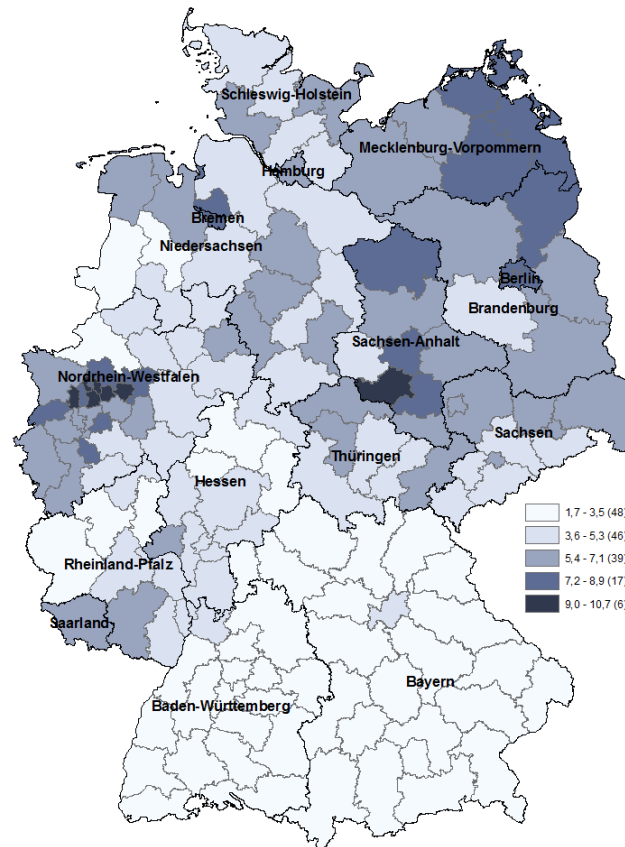 Schleswig-Holstein
Mecklenburg-Vorpommern
Hamburg
Bremen
Niedersachsen
Berlin
Brandenburg
Sachsen-Anhalt
Nordrhein-Westfalen
Sachsen
Thüringen
Hessen
Rheinland-Pfalz
Saarland
Bayern
Baden-Württemberg
1,7 - 3,5 (48)
3,6 - 5,3 (46)
5,4 - 7,1 (39)
7,2 - 8,9 (17)
9,0 - 10,7 (6)